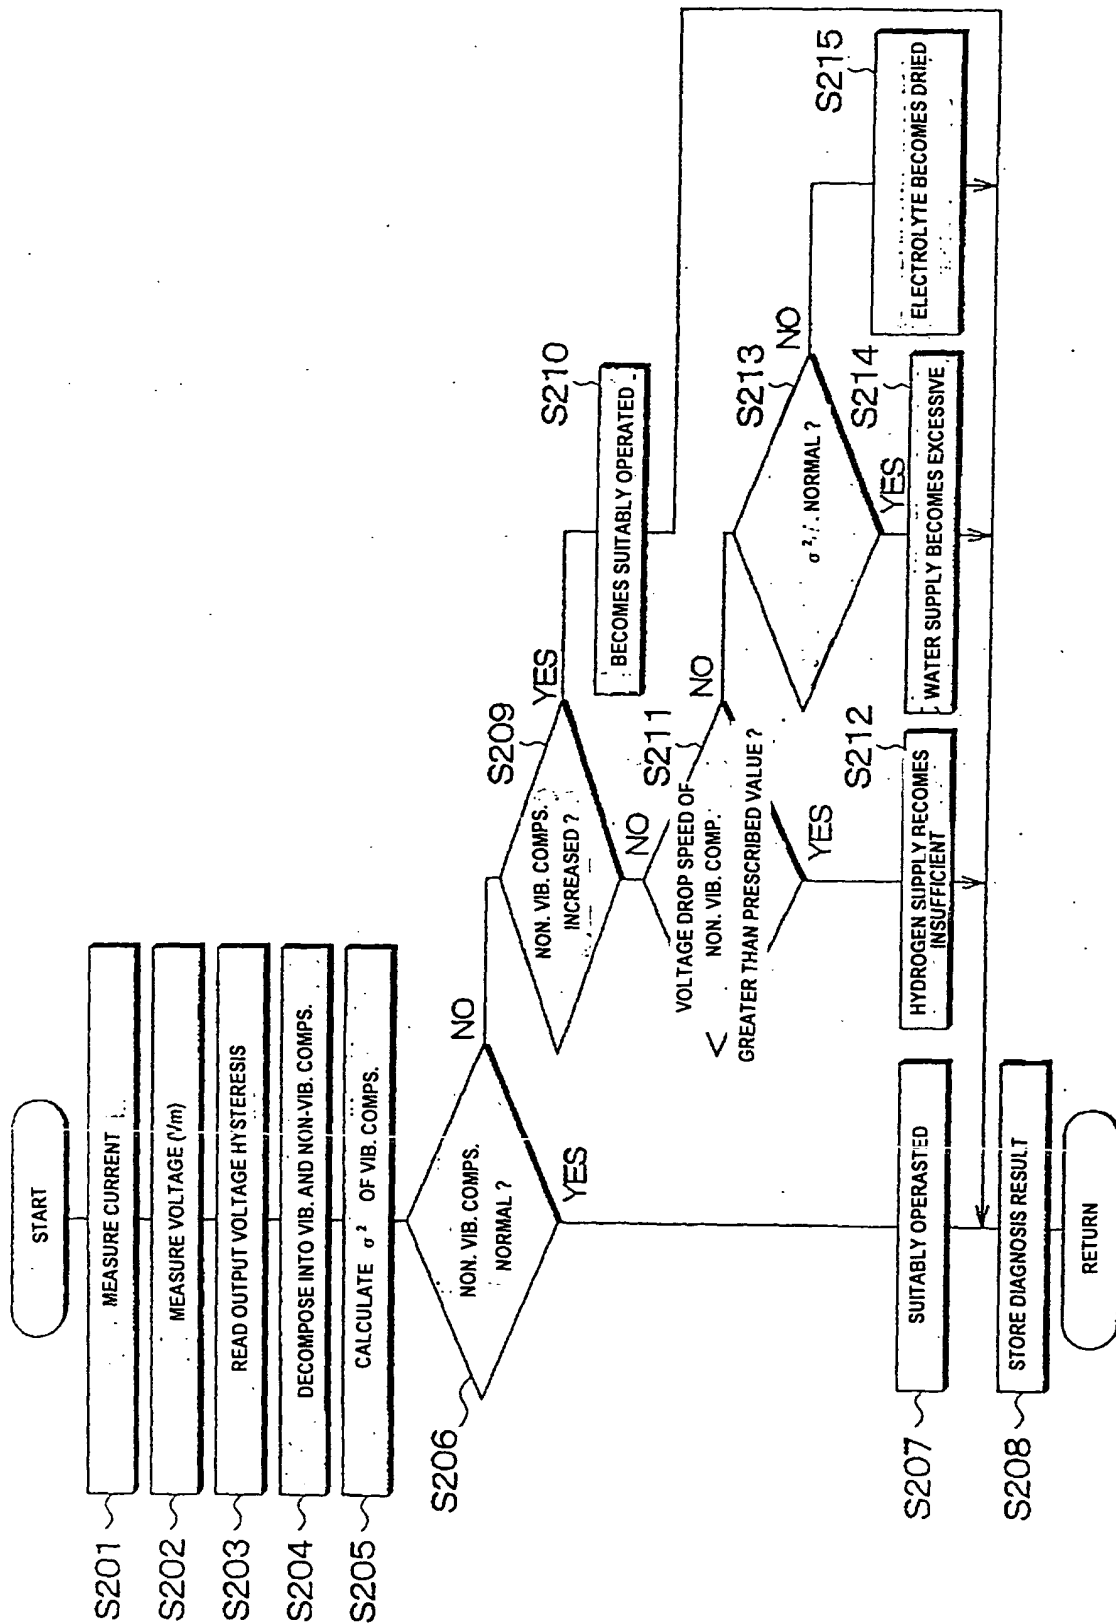 START
S201
MEASURE CURRENT
S202
MEASURE VOLTAGE (Vm)
S203
READ OUTPUT VOLTAGE HYSTERESIS
S204
DECOMPOSE INTO VIB. AND NON-VIB. COMPS.
S205
CALCULATE σ² OF VIB. COMPS.
S206
NON. VIB. COMPS.
NORMAL ?
NO
YES
S209
NON. VIB. COMPS.
INCREASED ?
YES
NO
S210
BECOMES SUITABLY OPERATED
S211
VOLTAGE DROP SPEED OF
NON. VIB. COMP.
GREATER THAN PRESCRIBED VALUE ?
NO
YES
S213
σ² NORMAL ?
NO
YES
S207
SUITABLY OPERASTED
S212
HYDROGEN SUPPLY RECOMES
INSUFFICIENT
S214
WATER SUPPLY BECOMES EXCESSIVE
S215
ELECTROLYTE BECOMES DRIED
S208
STORE DIAGNOSIS RESULT
RETURN